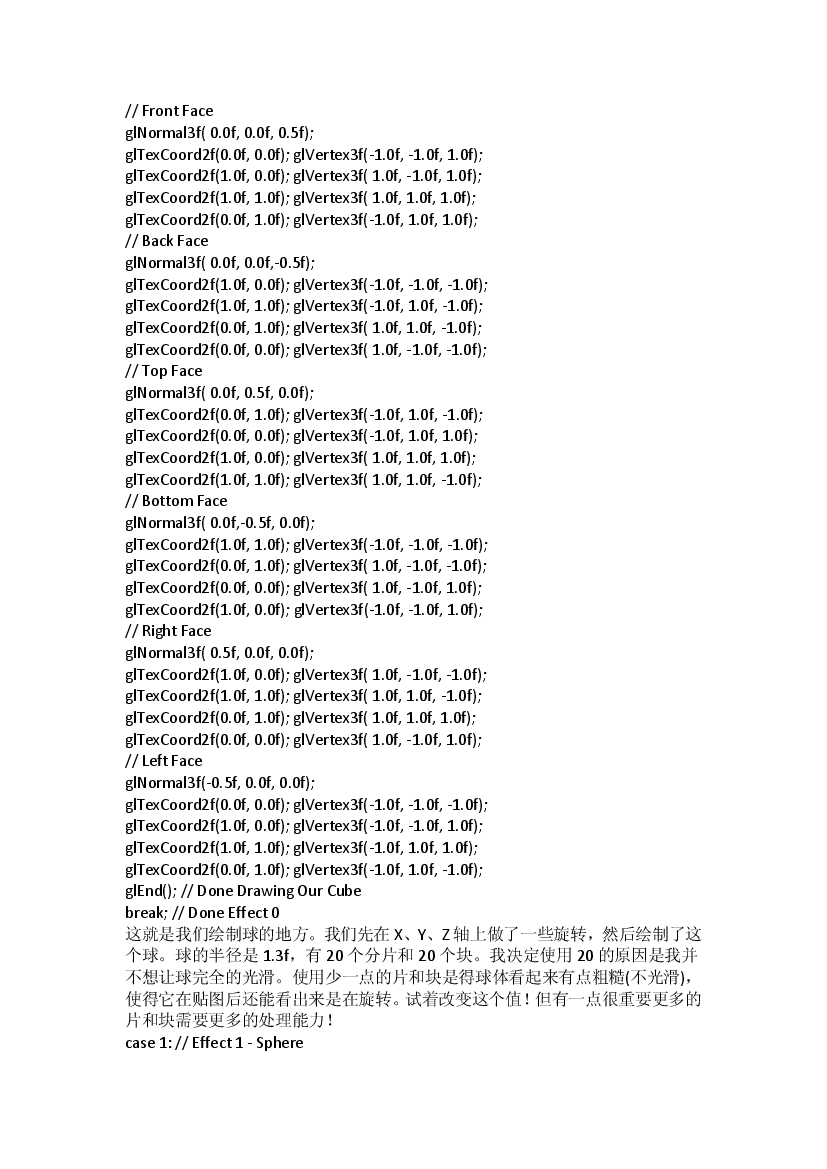 // Front Face
glNormal3f( 0.0f, 0.0f, 0.5f);
glTexCoord2f(0.0f, 0.0f); glVertex3f(-1.0f, -1.0f, 1.0f);
glTexCoord2f(1.0f, 0.0f); glVertex3f( 1.0f, -1.0f, 1.0f);
glTexCoord2f(1.0f, 1.0f); glVertex3f( 1.0f, 1.0f, 1.0f);
glTexCoord2f(0.0f, 1.0f); glVertex3f(-1.0f, 1.0f, 1.0f);
// Back Face
glNormal3f( 0.0f, 0.0f,-0.5f);
glTexCoord2f(1.0f, 0.0f); glVertex3f(-1.0f, -1.0f, -1.0f);
glTexCoord2f(1.0f, 1.0f); glVertex3f(-1.0f, 1.0f, -1.0f);
glTexCoord2f(0.0f, 1.0f); glVertex3f( 1.0f, 1.0f, -1.0f);
glTexCoord2f(0.0f, 0.0f); glVertex3f( 1.0f, -1.0f, -1.0f);
// Top Face
glNormal3f( 0.0f, 0.5f, 0.0f);
glTexCoord2f(0.0f, 1.0f); glVertex3f(-1.0f, 1.0f, -1.0f);
glTexCoord2f(0.0f, 0.0f); glVertex3f(-1.0f, 1.0f, 1.0f);
glTexCoord2f(1.0f, 0.0f); glVertex3f( 1.0f, 1.0f, 1.0f);
glTexCoord2f(1.0f, 1.0f); glVertex3f( 1.0f, 1.0f, -1.0f);
// Bottom Face
glNormal3f( 0.0f,-0.5f, 0.0f);
glTexCoord2f(1.0f, 1.0f); glVertex3f(-1.0f, -1.0f, -1.0f);
glTexCoord2f(0.0f, 1.0f); glVertex3f( 1.0f, -1.0f, -1.0f);
glTexCoord2f(0.0f, 0.0f); glVertex3f( 1.0f, -1.0f, 1.0f);
glTexCoord2f(1.0f, 0.0f); glVertex3f(-1.0f, -1.0f, 1.0f);
// Right Face
glNormal3f( 0.5f, 0.0f, 0.0f);
glTexCoord2f(1.0f, 0.0f); glVertex3f( 1.0f, -1.0f, -1.0f);
glTexCoord2f(1.0f, 1.0f); glVertex3f( 1.0f, 1.0f, -1.0f);
glTexCoord2f(0.0f, 1.0f); glVertex3f( 1.0f, 1.0f, 1.0f);
glTexCoord2f(0.0f, 0.0f); glVertex3f( 1.0f, -1.0f, 1.0f);
// Left Face
glNormal3f(-0.5f, 0.0f, 0.0f);
glTexCoord2f(0.0f, 0.0f); glVertex3f(-1.0f, -1.0f, -1.0f);
glTexCoord2f(1.0f, 0.0f); glVertex3f(-1.0f, -1.0f, 1.0f);
glTexCoord2f(1.0f, 1.0f); glVertex3f(-1.0f, 1.0f, 1.0f);
glTexCoord2f(0.0f, 1.0f); glVertex3f(-1.0f, 1.0f, -1.0f);
glEnd(); // Done Drawing Our Cube
break; // Done Effect 0
这就是我们绘制球的地方。我们先在 X、Y、Z 轴上做了一些旋转，然后绘制了这
个球。球的半径是 1.3f，有 20 个分片和 20 个块。我决定使用 20 的原因是我并
不想让球完全的光滑。使用少一点的片和块是得球体看起来有点粗糙(不光滑)，
使得它在贴图后还能看出来是在旋转。试着改变这个值！但有一点很重要更多的
片和块需要更多的处理能力！
case 1: // Effect 1 - Sphere